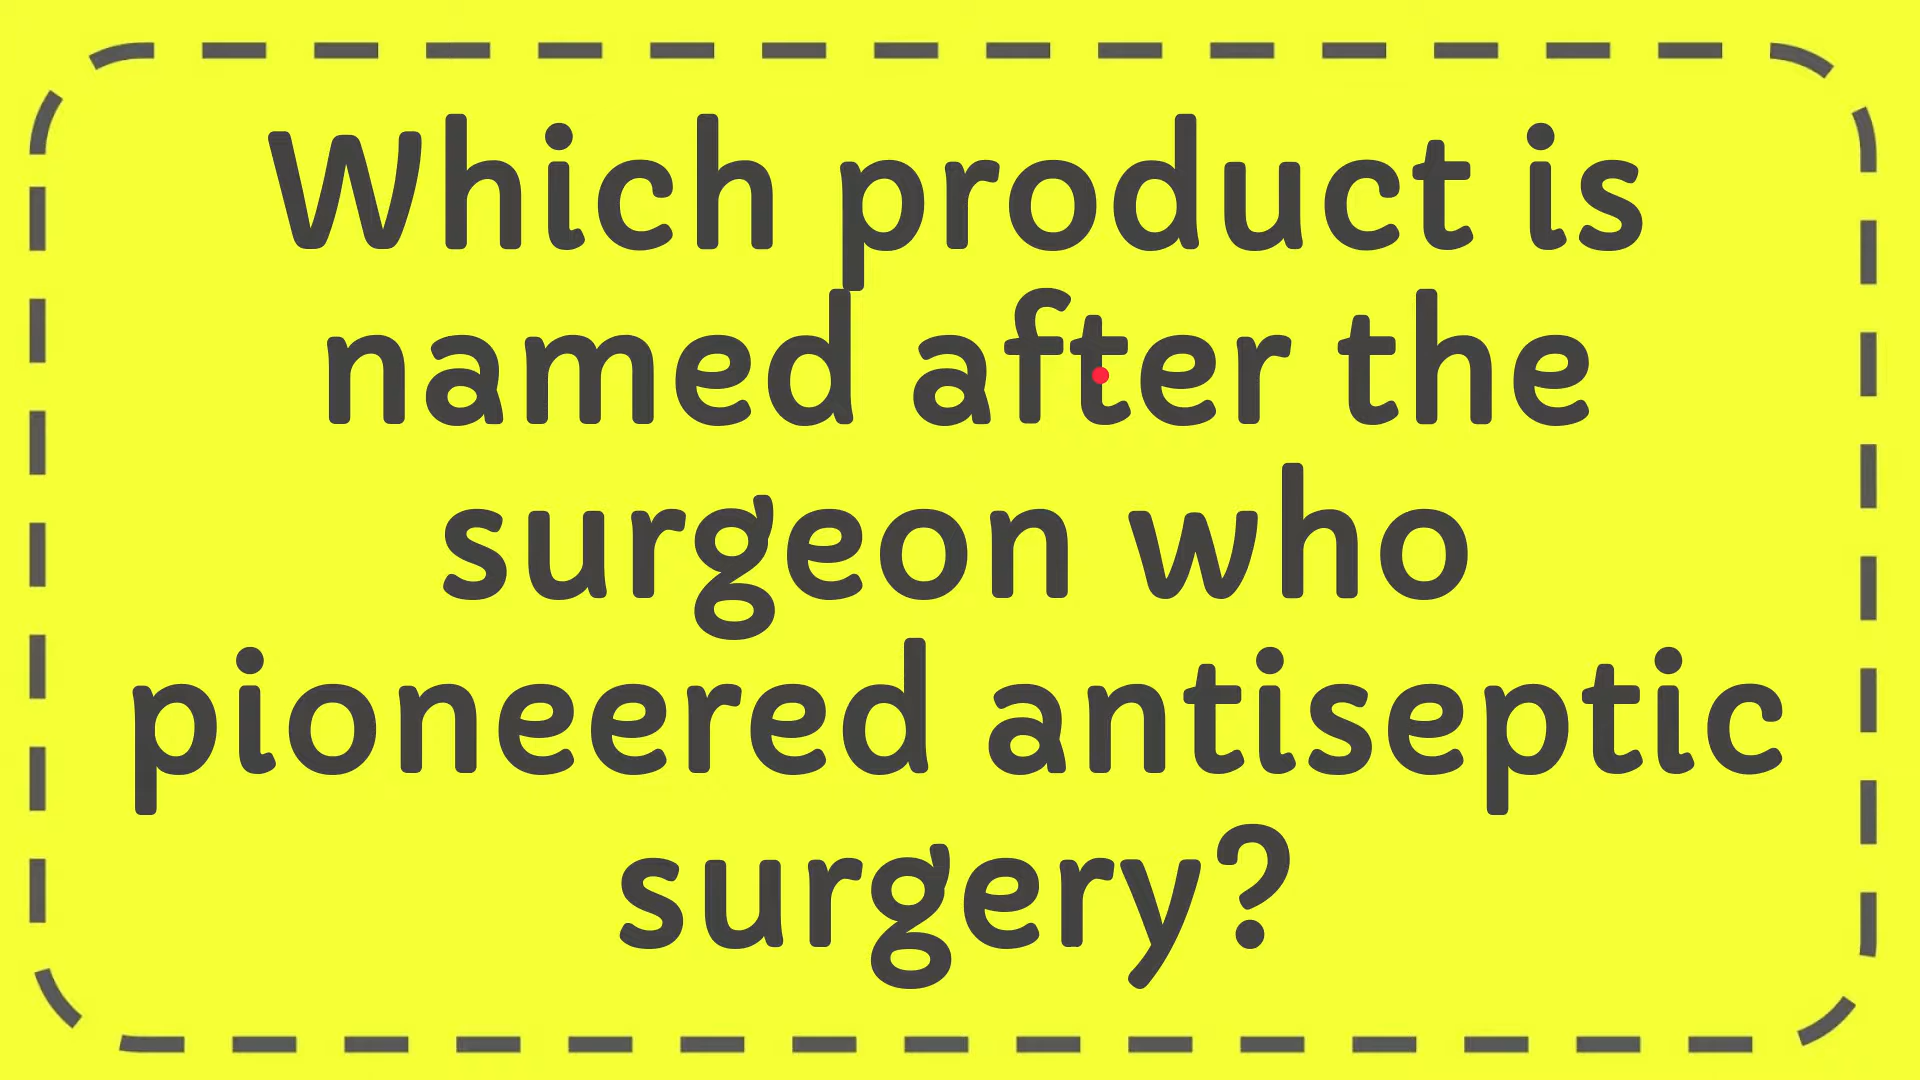 Which product is
named after the
surgeon who
pioneered antiseptic
surgery?